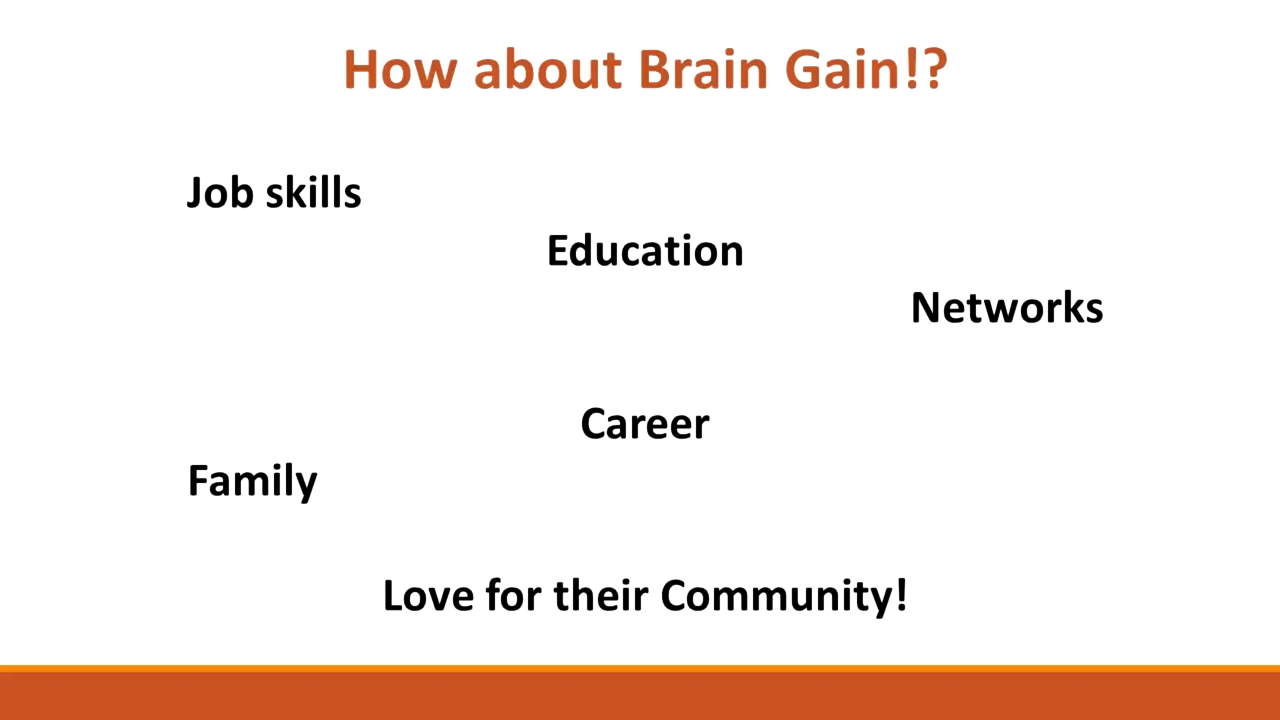 How about Brain Gain!?
Job skills
Education
Networks
Career
Family
Love for their Community!